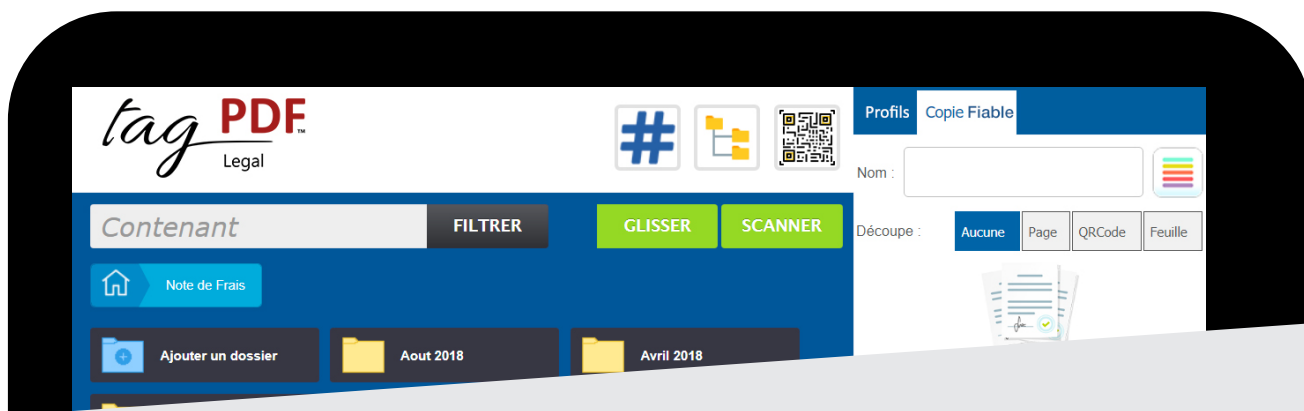 tag PDF™
Legal
#
Contenant
FILTRER
GLISSER
SCANNER
Note de Frais
Ajouter un dossier
Aout 2018
Avril 2018
Profils
Copie Fiable
Nom :
Découpe :
Aucune
Page
QRCode
Feuille